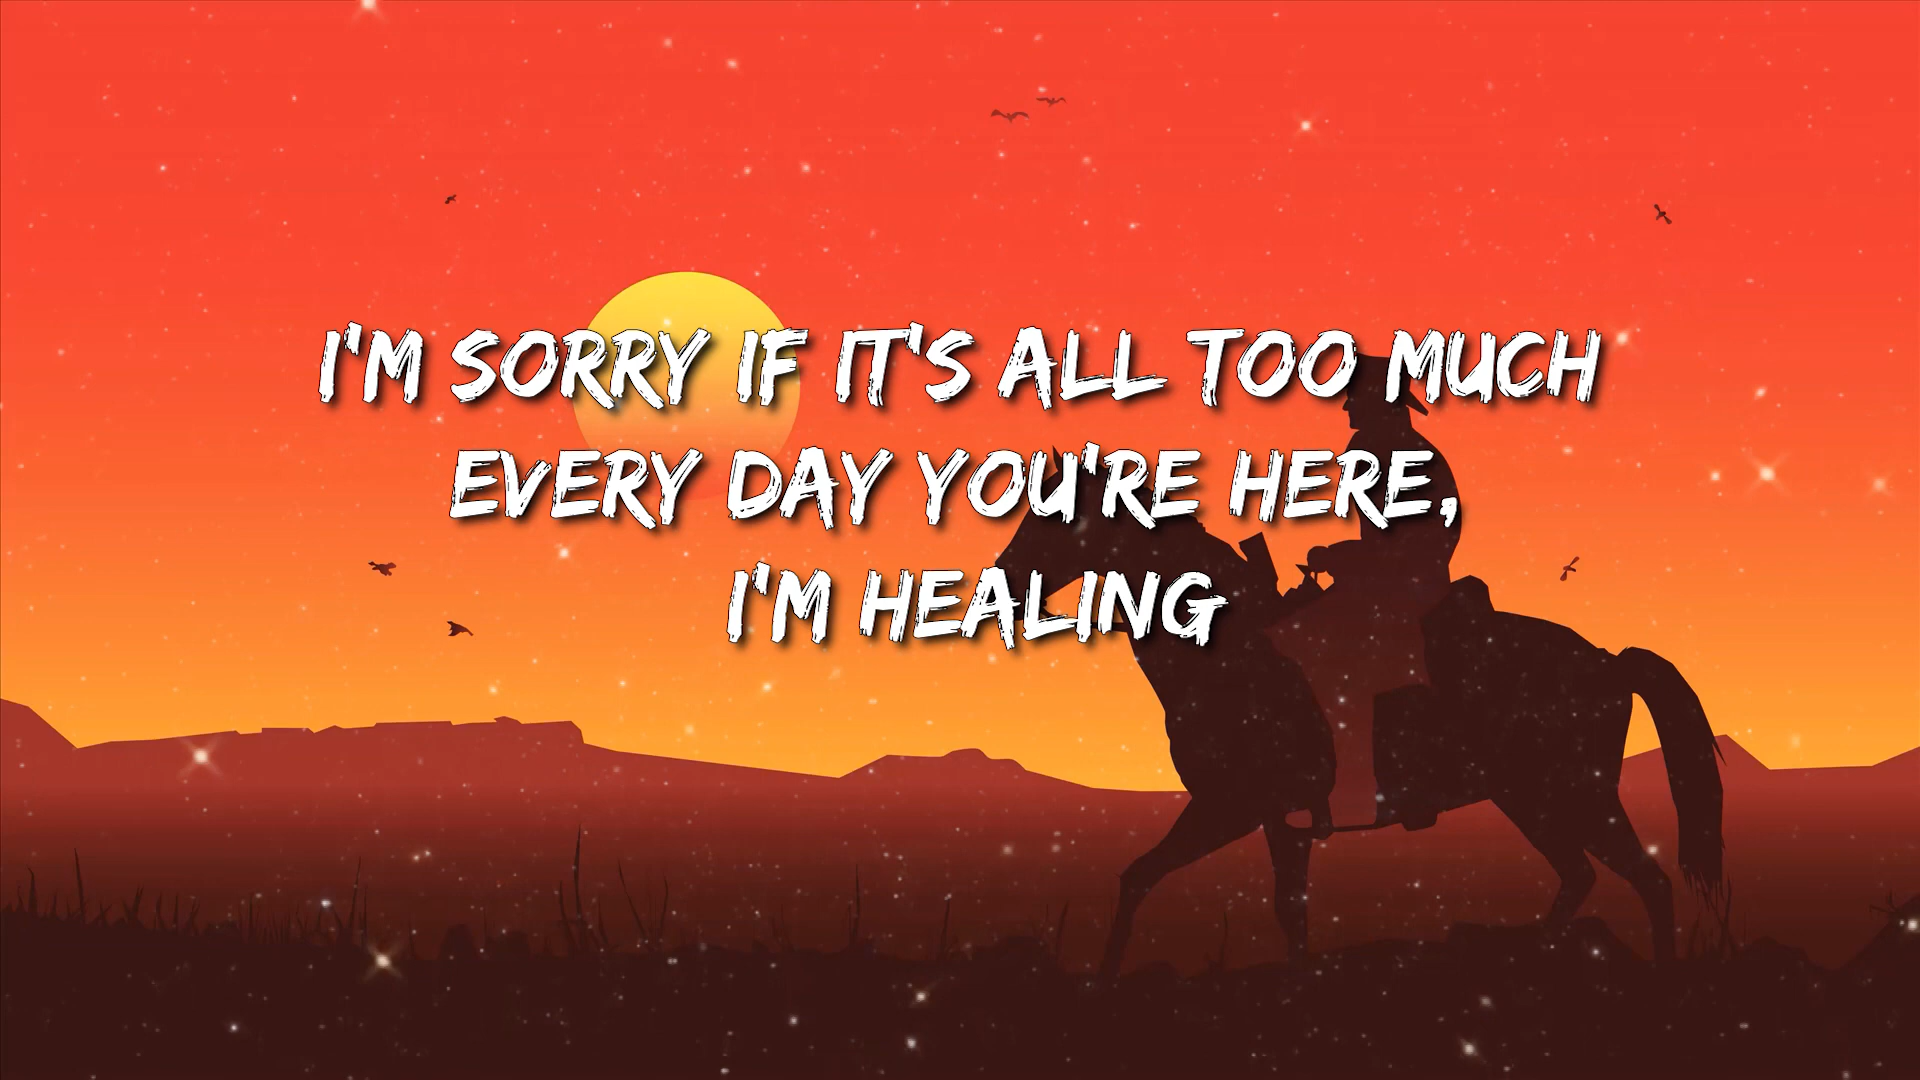 I'M SORRY IF IT'S ALL TOO MUCH
EVERY DAY YOU'RE HERE,
I'M HEALING